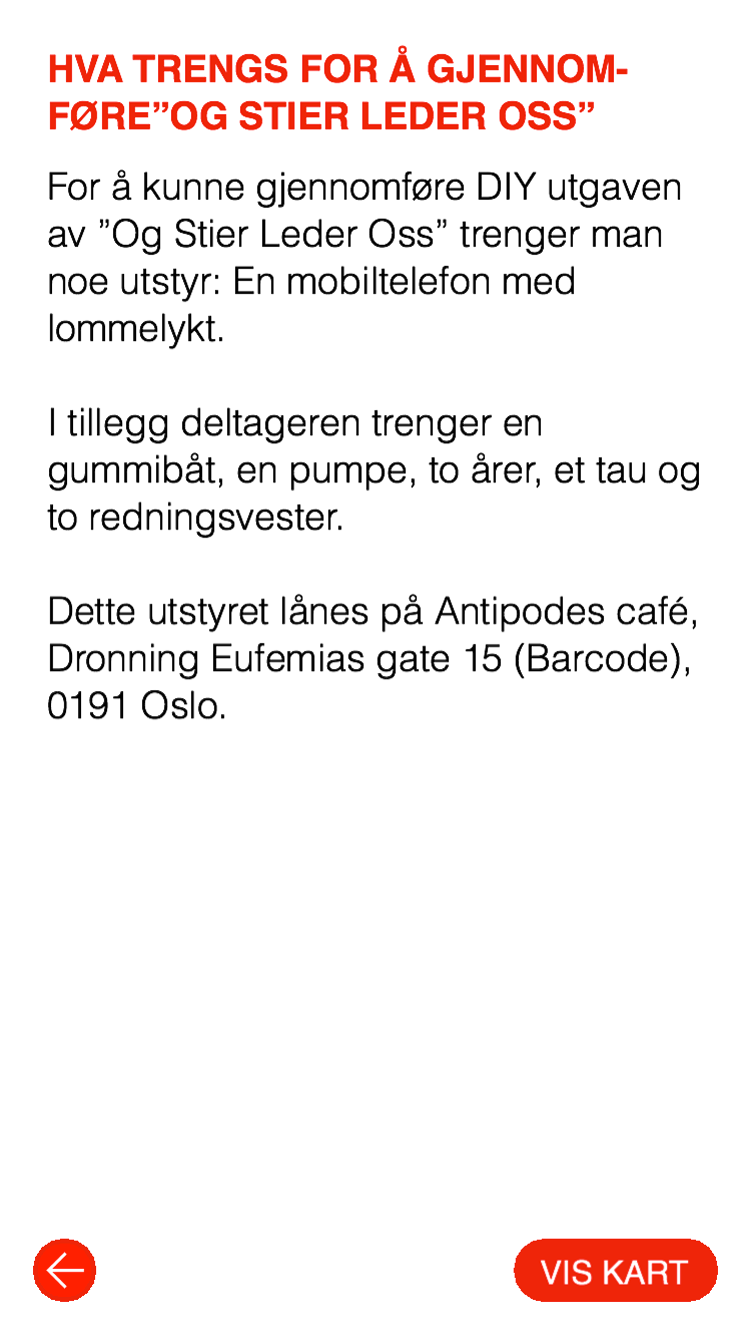 HVA TRENGS FOR Å GJENNOM-
FØRE”OG STIER LEDER OSS”
For å kunne gjennomføre DIY utgaven
av ”Og Stier Leder Oss” trenger man
noe utstyr: En mobiltelefon med
lommelykt.
I tillegg deltageren trenger en
gummibåt, en pumpe, to årer, et tau og
to redningsvester.
Dette utstyret lånes på Antipodes café,
Dronning Eufemias gate 15 (Barcode),
0191 Oslo.
VIS KART